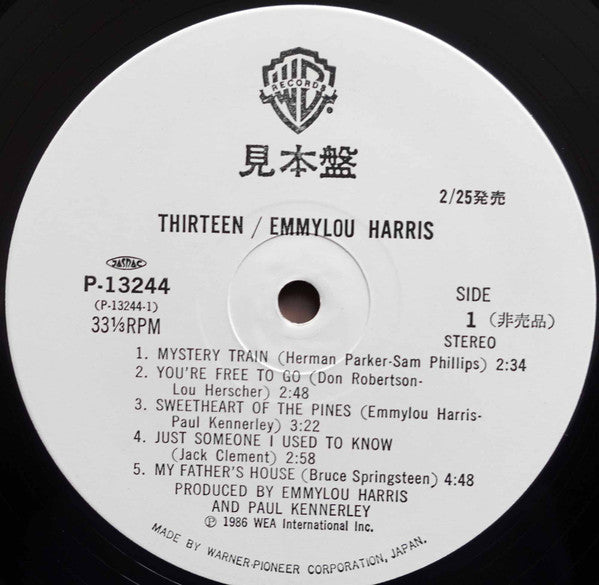 WB
RECORDS
見本盤
2/25発売
THIRTEEN / EMMYLOU HARRIS
JASRAC
P-13244
(P-13244-1)
33⅓RPM
SIDE
1 (非売品)
STEREO
1. MYSTERY TRAIN (Herman Parker-Sam Phillips) 2:34
2. YOU'RE FREE TO GO (Don Robertson-
Lou Herscher) 2:48
3. SWEETHEART OF THE PINES (Emmylou Harris-
Paul Kennerley) 3:22
4. JUST SOMEONE I USED TO KNOW
(Jack Clement) 2:58
5. MY FATHER'S HOUSE (Bruce Springsteen) 4:48
PRODUCED BY EMMYLOU HARRIS
AND PAUL KENNERLEY
℗ 1986 WEA International Inc.
MADE BY WARNER-PIONEER CORPORATION, JAPAN.